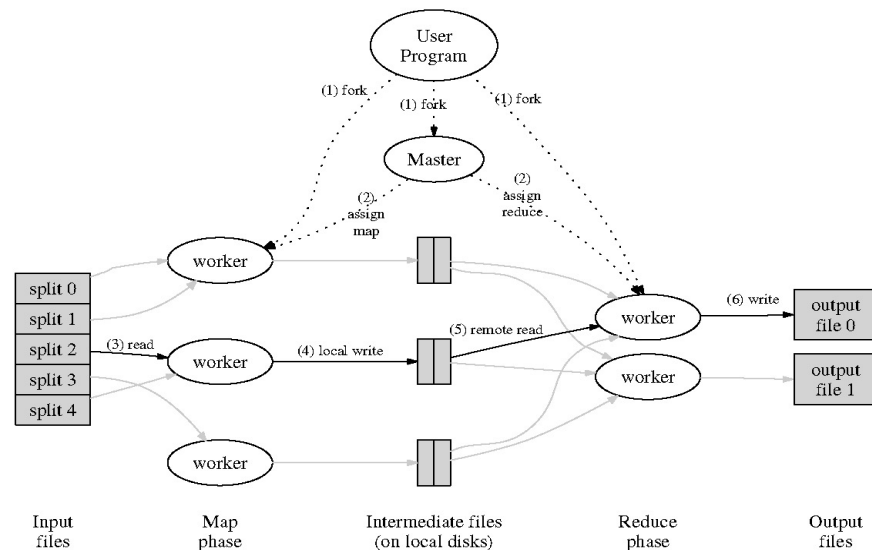 User
Program
(1) fork
(1) fork
(1) fork
Master
(2)
assign
map
(2)
assign
reduce
worker
split 0
split 1
split 2
split 3
split 4
(3) read
worker
(4) local write
(5) remote read
worker
(6) write
output
file 0
worker
output
file 1
worker
Input
files
Map
phase
Intermediate files
(on local disks)
Reduce
phase
Output
files